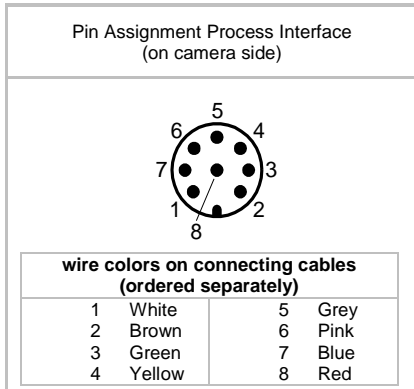 Pin Assignment Process Interface
(on camera side)
5
6 4
7 3
1 2
8
wire colors on connecting cables
(ordered separately)
1 White 5 Grey
2 Brown 6 Pink
3 Green 7 Blue
4 Yellow 8 Red